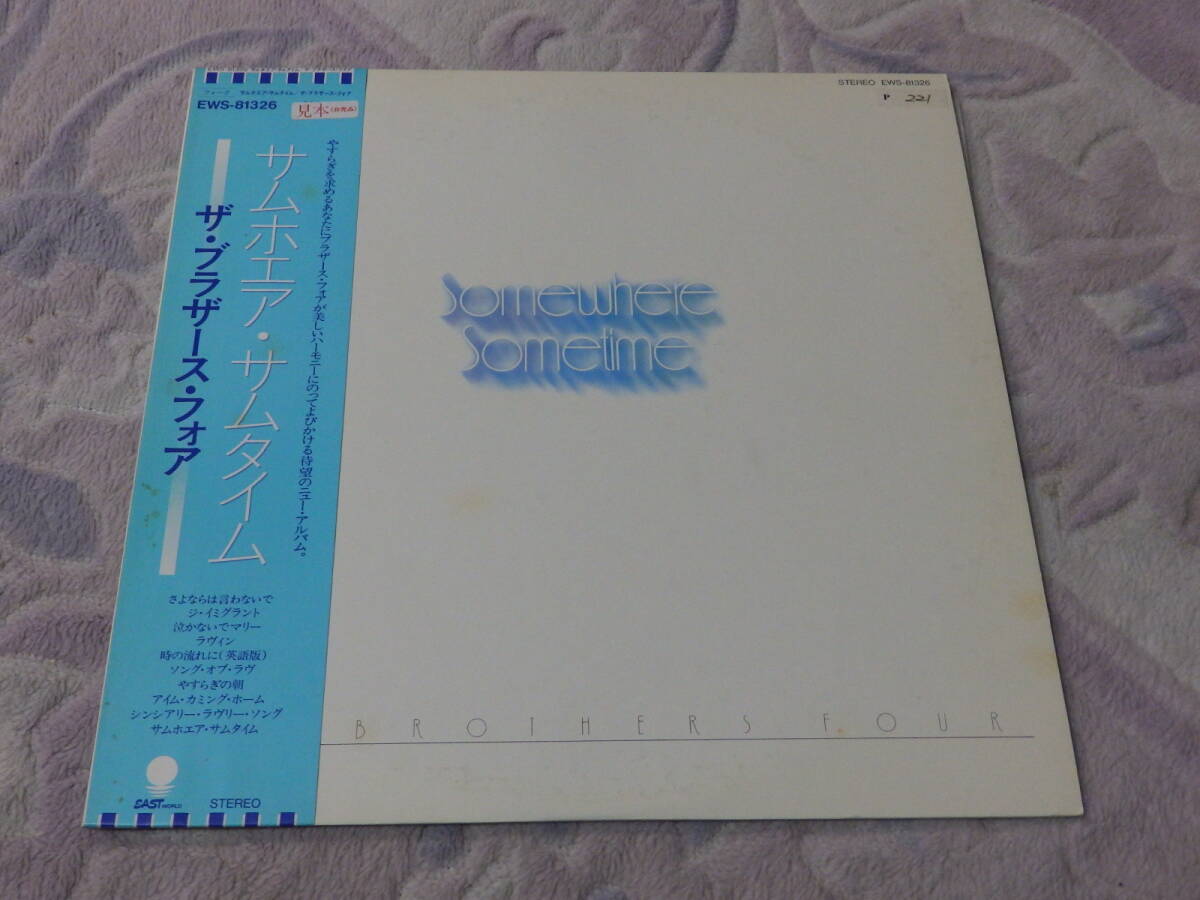 フォーク サムホエア・サムタイム/ザ・ブラザース・フォア
EWS-81326
見本(非売品)
サムホエア・サムタイム
ザ・ブラザース・フォア
やすらぎを求めるあなたにブラザース・フォアが美しいハーモニーにのってよびかける待望のニュー・アルバム。
さよならは言わないで
ジ・イミグラント
泣かないでマリー
ラヴィン
時の流れに(英語版)
ソング・オブ・ラヴ
やすらぎの朝
アイム・カミング・ホーム
シンシアリー・ラヴリー・ソング
サムホエア・サムタイム
EAST WORLD
STEREO
STEREO EWS-81326
P 221
Somewhere
Sometime
BROTHERS FOUR